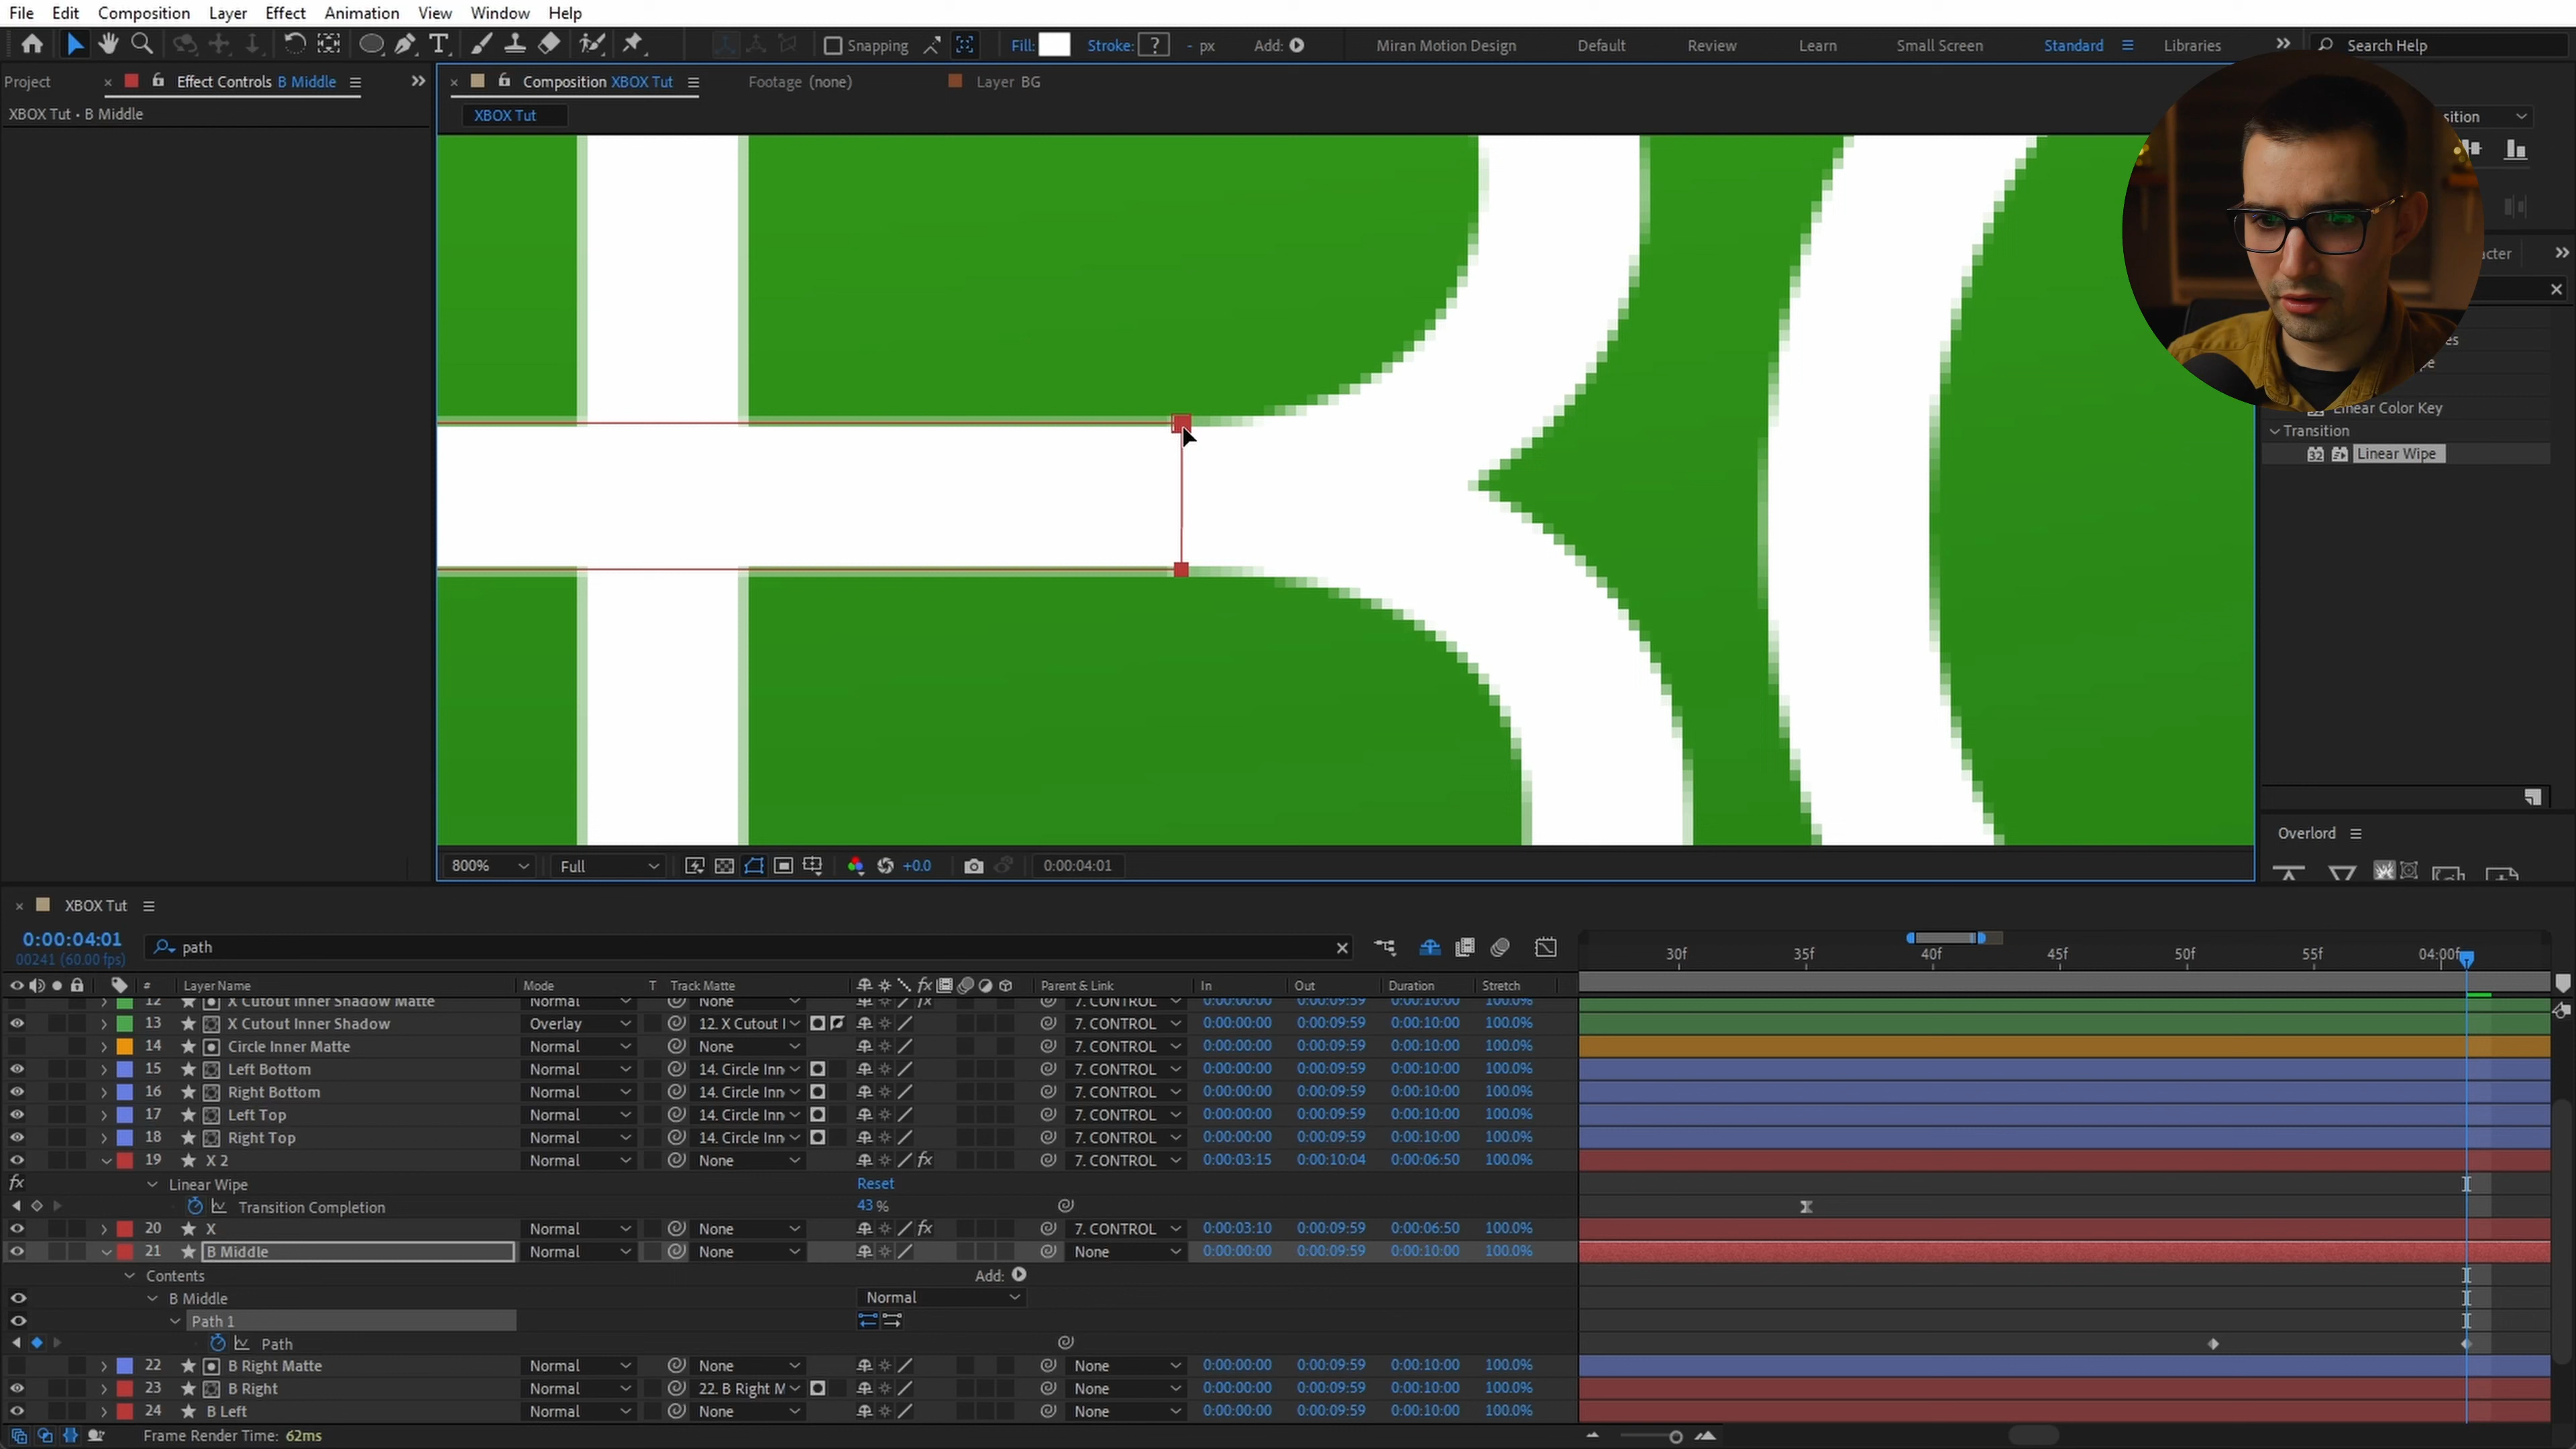 File Edit Composition Layer Effect Animation View Window Help
Snapping Fill: Stroke: ? - px Add: Miran Motion Design Default Review Learn Small Screen Standard Libraries Search Help
Project Effect Controls B Middle Composition XBOX Tut Footage (none) Layer BG
XBOX Tut • B Middle XBOX Tut
Linear Color Key
Transition
32 Linear Wipe
Overlord
800% Full +0.0 0:00:04:01
XBOX Tut
0:00:04:01 path
00241 (60.00 fps)
30f 35f 40f 45f 50f 55f 04:00f
# Layer Name Mode T Track Matte Parent & Link In Out Duration Stretch
12 X Cutout Inner Shadow Matte Normal None 7. CONTROL 0:00:00:00 0:00:09:59 0:00:10:00 100.0%
13 X Cutout Inner Shadow Overlay 12. X Cutout I 7. CONTROL 0:00:00:00 0:00:09:59 0:00:10:00 100.0%
14 Circle Inner Matte Normal None 7. CONTROL 0:00:00:00 0:00:09:59 0:00:10:00 100.0%
15 Left Bottom Normal 14. Circle Inn 7. CONTROL 0:00:00:00 0:00:09:59 0:00:10:00 100.0%
16 Right Bottom Normal 14. Circle Inn 7. CONTROL 0:00:00:00 0:00:09:59 0:00:10:00 100.0%
17 Left Top Normal 14. Circle Inn 7. CONTROL 0:00:00:00 0:00:09:59 0:00:10:00 100.0%
18 Right Top Normal 14. Circle Inn 7. CONTROL 0:00:00:00 0:00:09:59 0:00:10:00 100.0%
19 X 2 Normal None fx 7. CONTROL 0:00:03:15 0:00:10:04 0:00:06:50 100.0%
fx Linear Wipe Reset
Transition Completion 43 %
20 X Normal None fx 7. CONTROL 0:00:03:10 0:00:09:59 0:00:06:50 100.0%
21 B Middle Normal None None 0:00:00:00 0:00:09:59 0:00:10:00 100.0%
Contents Add:
B Middle Normal
Path 1
Path
22 B Right Matte Normal None None 0:00:00:00 0:00:09:59 0:00:10:00 100.0%
23 B Right Normal 22. B Right M None 0:00:00:00 0:00:09:59 0:00:10:00 100.0%
24 B Left Normal None None 0:00:00:00 0:00:09:59 0:00:10:00 100.0%
Frame Render Time: 62ms